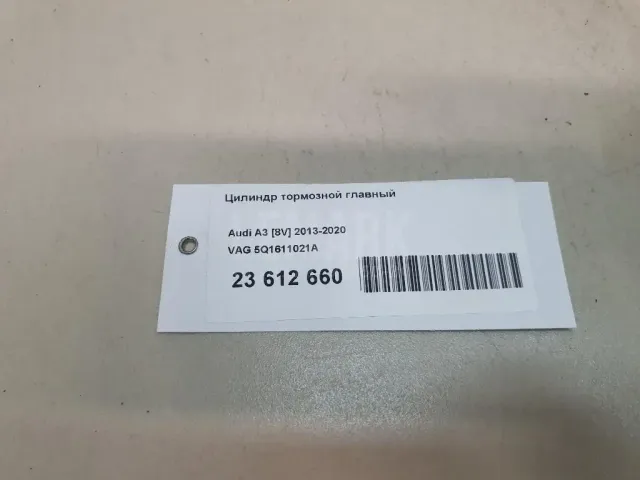 Цилиндр тормозной главный
Audi A3 [8V] 2013-2020
VAG 5Q1611021A
23 612 660